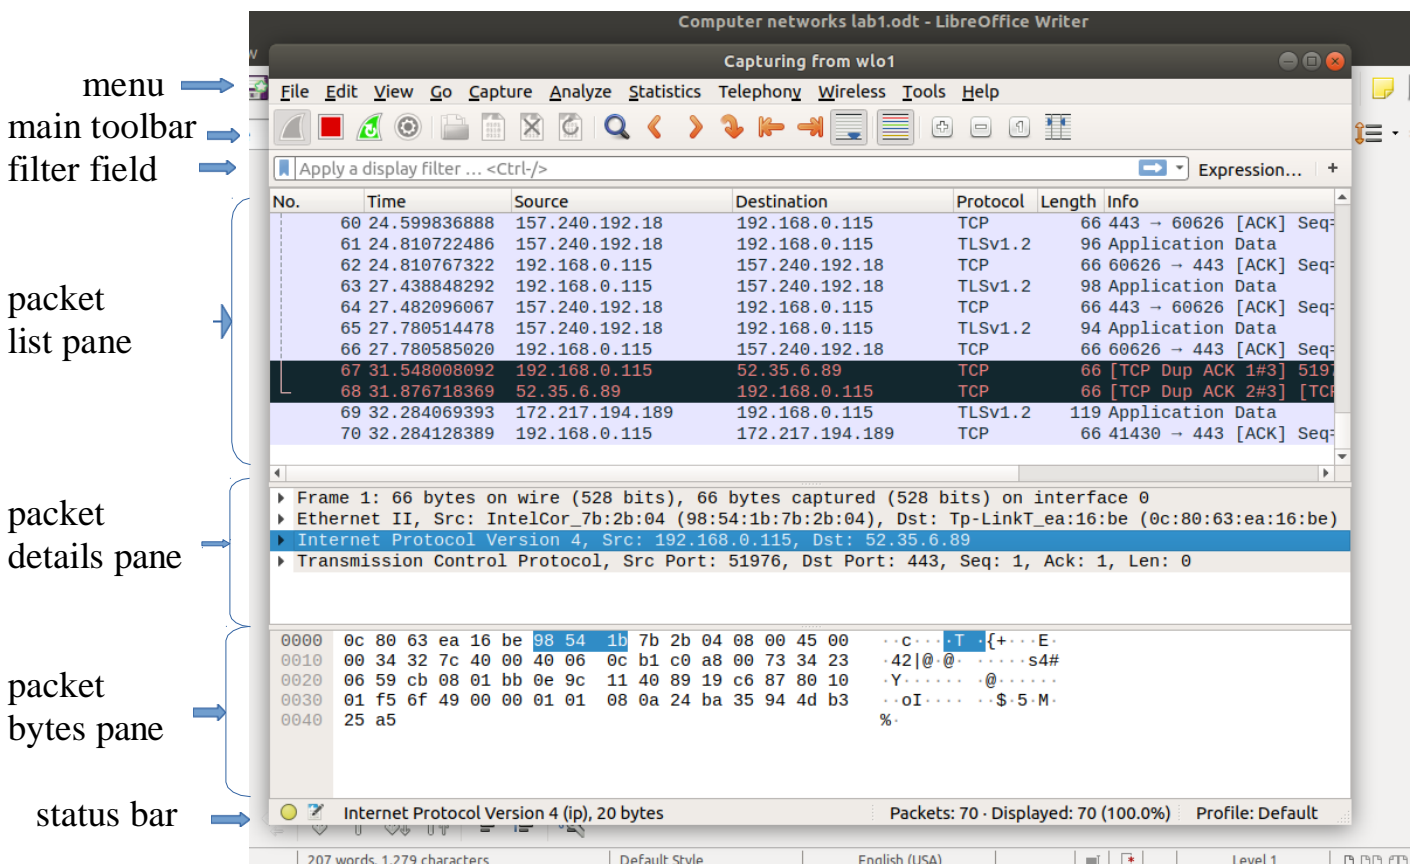 Computer networks lab1.odt - LibreOffice Writer
Capturing from wlo1
menu
File Edit View Go Capture Analyze Statistics Telephony Wireless Tools Help
main toolbar
filter field
Apply a display filter ... <Ctrl-/> Expression... +
No. Time Source Destination Protocol Length Info
60 24.599836888 157.240.192.18 192.168.0.115 TCP 66 443 → 60626 [ACK] Seq=
61 24.810722486 157.240.192.18 192.168.0.115 TLSv1.2 96 Application Data
62 24.810767322 192.168.0.115 157.240.192.18 TCP 66 60626 → 443 [ACK] Seq=
63 27.438848292 192.168.0.115 157.240.192.18 TLSv1.2 98 Application Data
64 27.482096067 157.240.192.18 192.168.0.115 TCP 66 443 → 60626 [ACK] Seq=
65 27.780514478 157.240.192.18 192.168.0.115 TLSv1.2 94 Application Data
66 27.780585020 192.168.0.115 157.240.192.18 TCP 66 60626 → 443 [ACK] Seq=
67 31.548008092 192.168.0.115 52.35.6.89 TCP 66 [TCP Dup ACK 1#3] 5197
68 31.876718369 52.35.6.89 192.168.0.115 TCP 66 [TCP Dup ACK 2#3] [TCP
69 32.284069393 172.217.194.189 192.168.0.115 TLSv1.2 119 Application Data
70 32.284128389 192.168.0.115 172.217.194.189 TCP 66 41430 → 443 [ACK] Seq=
packet
list pane
Frame 1: 66 bytes on wire (528 bits), 66 bytes captured (528 bits) on interface 0
Ethernet II, Src: IntelCor_7b:2b:04 (98:54:1b:7b:2b:04), Dst: Tp-LinkT_ea:16:be (0c:80:63:ea:16:be)
Internet Protocol Version 4, Src: 192.168.0.115, Dst: 52.35.6.89
Transmission Control Protocol, Src Port: 51976, Dst Port: 443, Seq: 1, Ack: 1, Len: 0
packet
details pane
0000 0c 80 63 ea 16 be 98 54 1b 7b 2b 04 08 00 45 00 ··c····T ·{+···E·
0010 00 34 32 7c 40 00 40 06 0c b1 c0 a8 00 73 34 23 ·42|@·@· ·····s4#
0020 06 59 cb 08 01 bb 0e 9c 11 40 89 19 c6 87 80 10 ·Y······ ·@······
0030 01 f5 6f 49 00 00 01 01 08 0a 24 ba 35 94 4d b3 ··oI···· ··$·5·M·
0040 25 a5 %·
packet
bytes pane
status bar
Internet Protocol Version 4 (ip), 20 bytes Packets: 70 · Displayed: 70 (100.0%) Profile: Default
207 words, 1,279 characters Default Style English (USA) Level 1